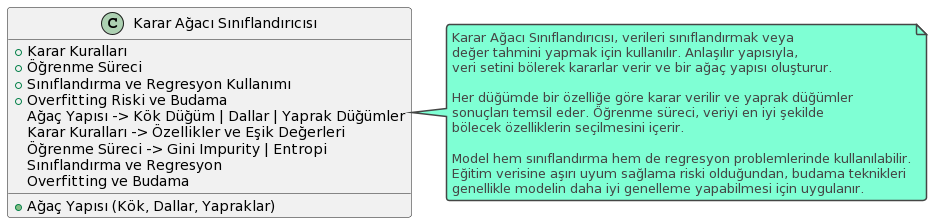 C Karar Ağacı Sınıflandırıcısı
Karar Kuralları
Öğrenme Süreci
Sınıflandırma ve Regresyon Kullanımı
Overfitting Riski ve Budama
Ağaç Yapısı -> Kök Düğüm | Dallar | Yaprak Düğümler
Karar Kuralları -> Özellikler ve Eşik Değerleri
Öğrenme Süreci -> Gini Impurity | Entropi
Sınıflandırma ve Regresyon
Overfitting ve Budama
Ağaç Yapısı (Kök, Dallar, Yapraklar)
Karar Ağacı Sınıflandırıcısı, verileri sınıflandırmak veya
değer tahmini yapmak için kullanılır. Anlaşılır yapısıyla,
veri setini bölerek kararlar verir ve bir ağaç yapısı oluşturur.
Her düğümde bir özelliğe göre karar verilir ve yaprak düğümler
sonuçları temsil eder. Öğrenme süreci, veriyi en iyi şekilde
bölecek özelliklerin seçilmesini içerir.
Model hem sınıflandırma hem de regresyon problemlerinde kullanılabilir.
Eğitim verisine aşırı uyum sağlama riski olduğundan, budama teknikleri
genellikle modelin daha iyi genelleme yapabilmesi için uygulanır.